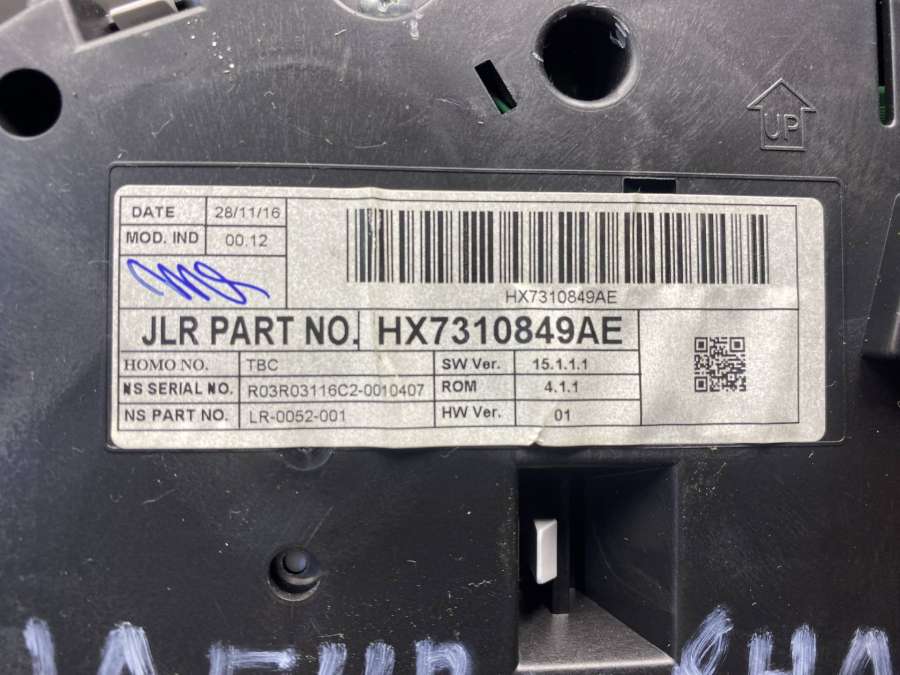 UP
DATE 28/11/16
MOD. IND 00.12
HX7310849AE
JLR PART NO. HX7310849AE
HOMO NO. TBC SW Ver. 15.1.1.1
NS SERIAL NO. R03R03116C2-0010407 ROM 4.1.1
NS PART NO. LR-0052-001 HW Ver. 01